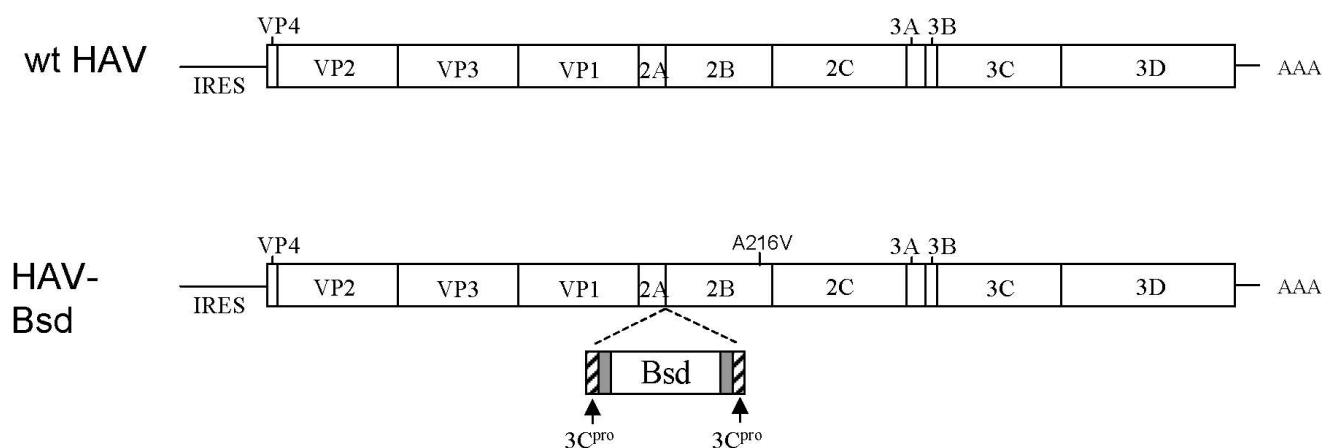 VP4 3A 3B
wt HAV
VP2 VP3 VP1 2A 2B 2C 3C 3D
IRES AAA
VP4 A216V 3A 3B
HAV-
Bsd
VP2 VP3 VP1 2A 2B 2C 3C 3D
IRES AAA
Bsd
3Cpro 3Cpro